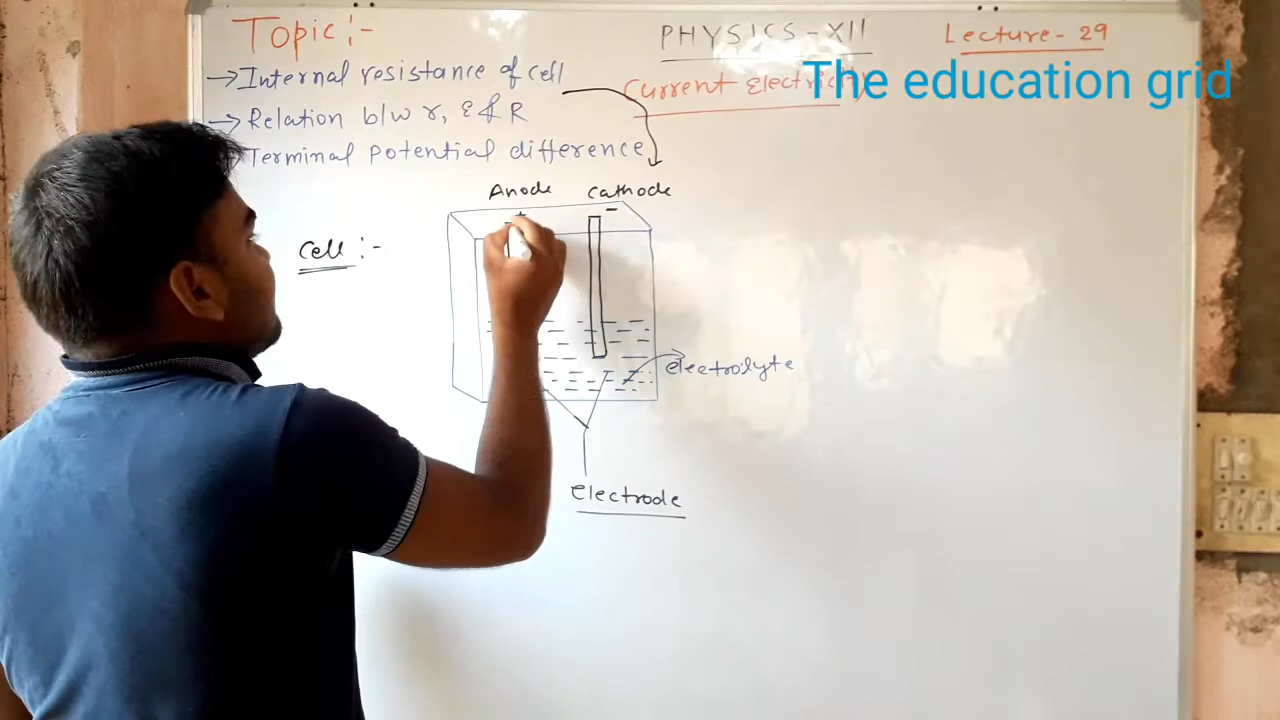 Topic :-
PHYSICS - XII
Lecture - 29
→ Internal resistance of cell
Current Electricity
The education grid
→ Relation b/w r, ε & R
Terminal Potential difference
Anode
Cathode
+
-
Cell :-
electrolyte
electrode